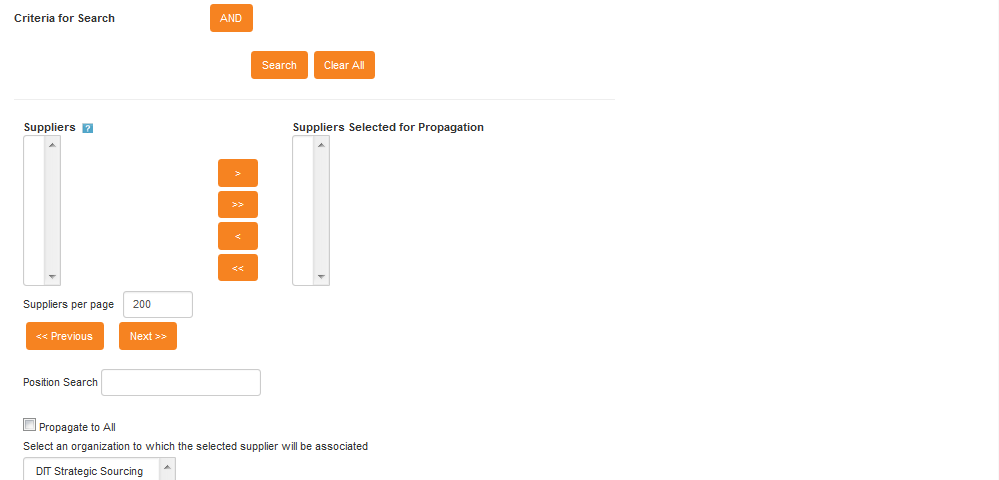 Criteria for Search AND
Search Clear All
Suppliers ? Suppliers Selected for Propagation
>
>>
<
<<
Suppliers per page 200
<< Previous Next >>
Position Search
Propagate to All
Select an organization to which the selected supplier will be associated
DIT Strategic Sourcing